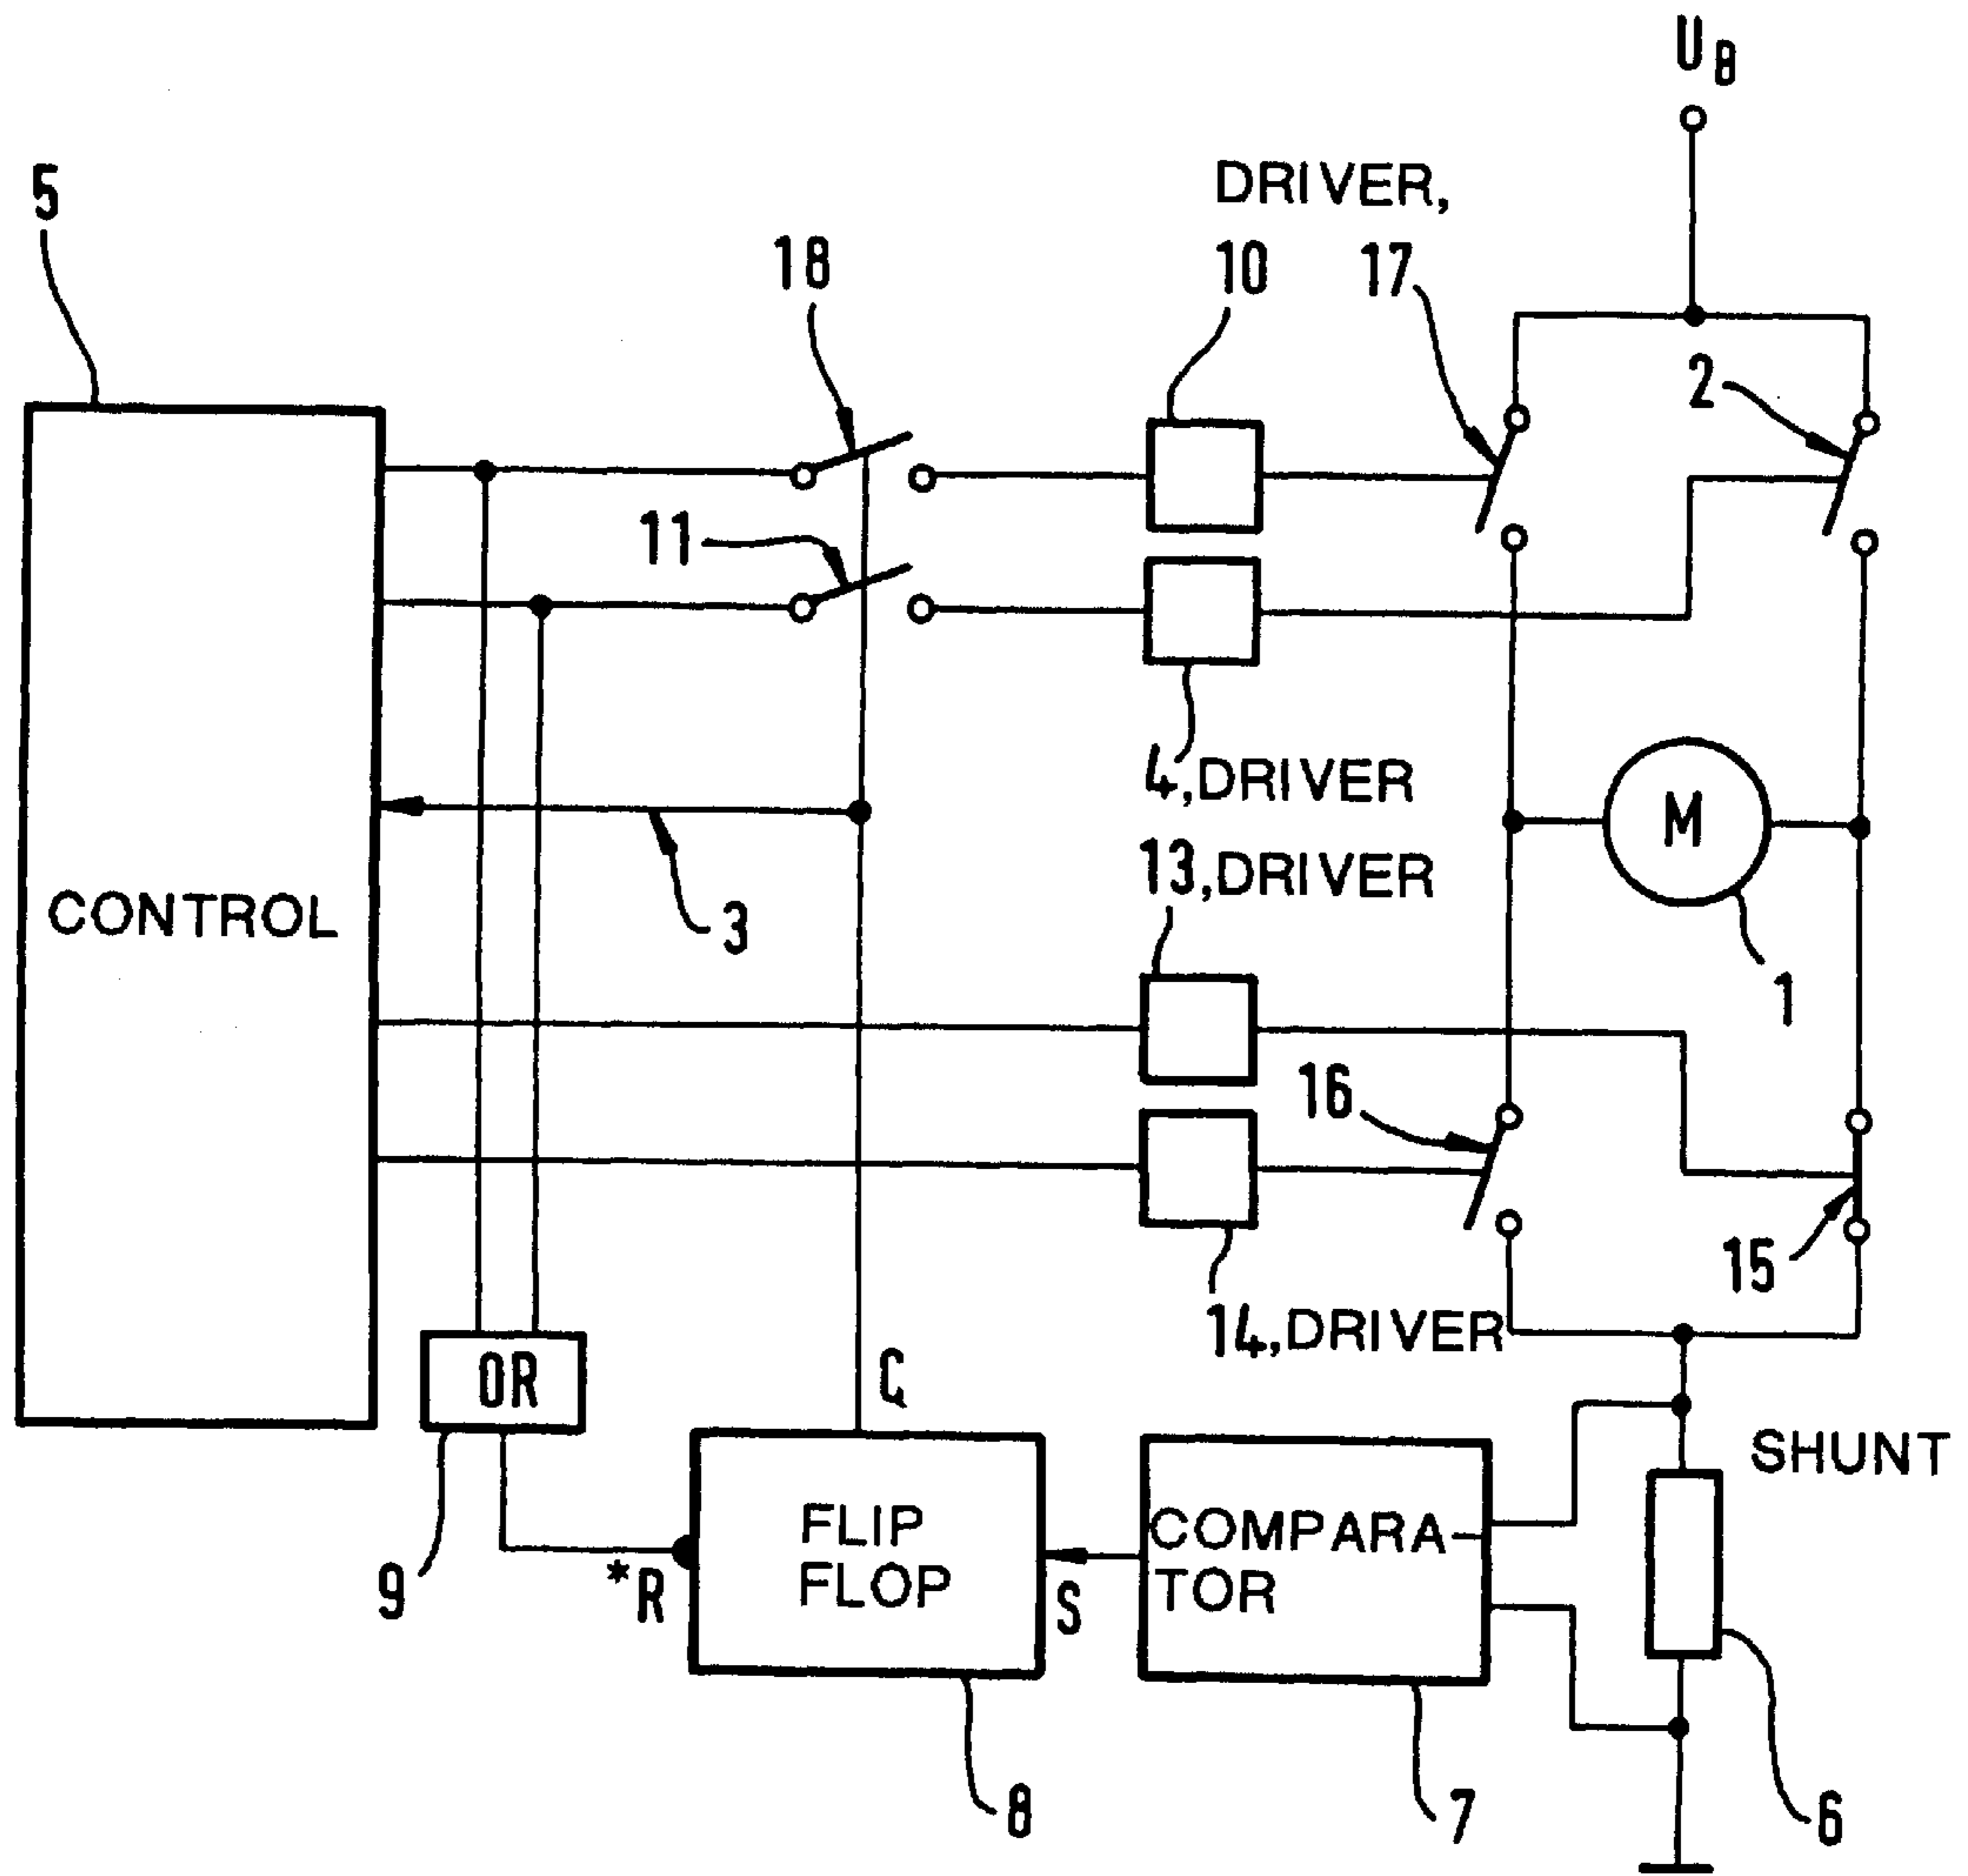 UB
DRIVER,
5
18
10
17
2
11
4,DRIVER
M
13,DRIVER
CONTROL
3
1
16
15
14,DRIVER
OR
Q
SHUNT
FLIP
FLOP
COMPARA–
TOR
9
*R
S
8
7
6